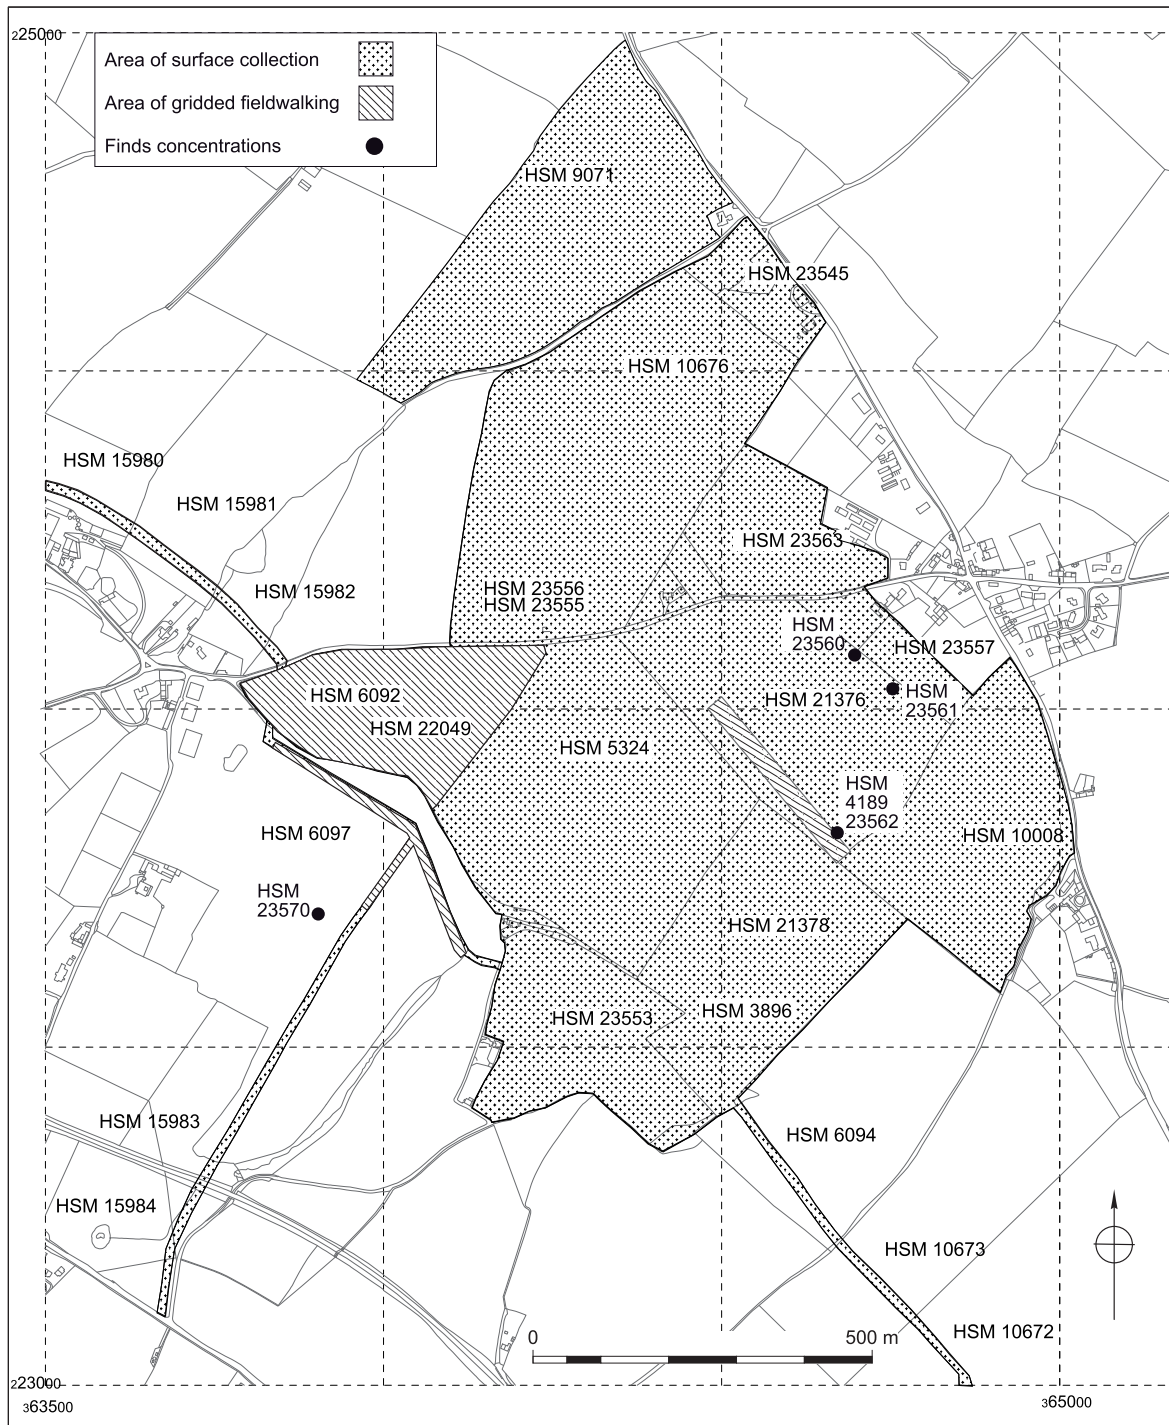 225000
Area of surface collection
Area of gridded fieldwalking
Finds concentrations
HSM 9071
HSM 23545
HSM 10676
HSM 15980
HSM 15981
HSM 23563
HSM 15982
HSM 23556
HSM 23555
HSM
23560
HSM 23557
HSM 6092
HSM 21376
HSM
23561
HSM 22049
HSM 5324
HSM
4189
23562
HSM 6097
HSM 10008
HSM
23570
HSM 21378
HSM 3896
HSM 23553
HSM 15983
HSM 6094
HSM 15984
HSM 10673
HSM 10672
0
500 m
223000
363500
365000